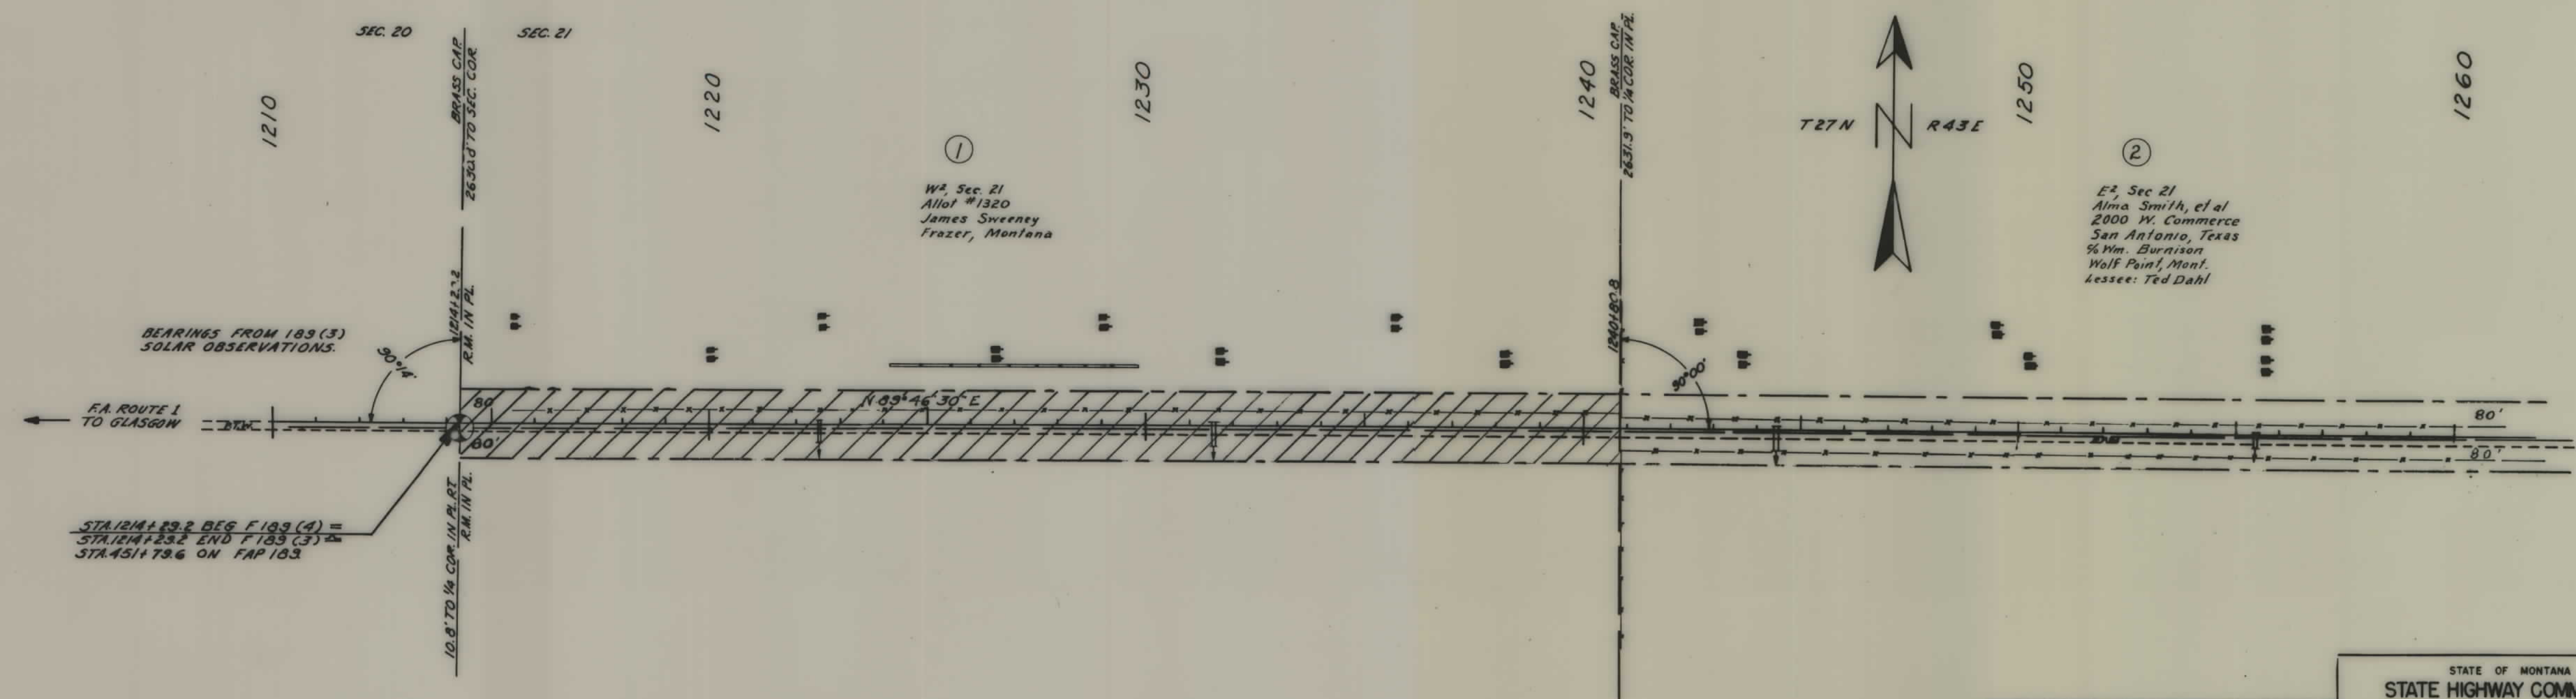 SEC. 20
SEC. 21
BRASS CAP.
2630.8' TO SEC. COR.
1210
1220
1230
1240
BRASS CAP.
2631.9' TO 1/4 COR. IN PL.
T27N N R43E
1250
1260
1
W², Sec. 21
Allot #1320
James Sweeney
Frazer, Montana
2
E², Sec 21
Alma Smith, et al
2000 W. Commerce
San Antonio, Texas
% Wm. Burnison
Wolf Point, Mont.
Lessee: Ted Dahl
R.M. IN PL.
1240+80.8
BEARINGS FROM 189(3)
SOLAR OBSERVATIONS.
90°14'
90°00'
F.A. ROUTE 1
TO GLASGOW
80'
80'
N 89°46'30" E
80'
80'
STA.1214+29.2 BEG F 189 (4) =
STA.1214+29.2 END F 189 (3) =
STA.451+79.6 ON FAP 189
10.8' TO 1/4 COR. IN PL. RT.
R.M. IN PL.
STATE OF MONTANA
STATE HIGHWAY COMM